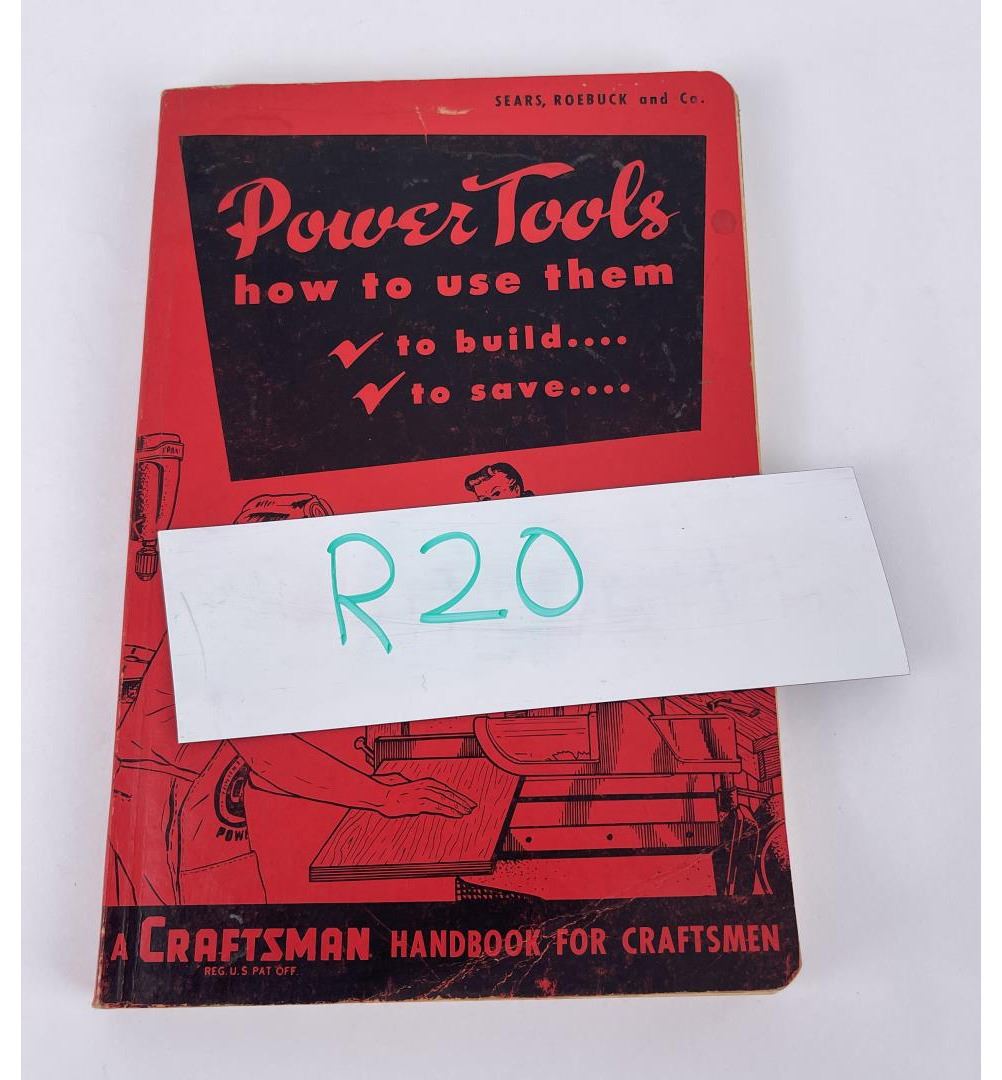 SEARS, ROEBUCK and Co.
Power Tools
how to use them
to build....
to save....
R20
POWE
A CRAFTSMAN HANDBOOK FOR CRAFTSMEN
REG. U.S PAT OFF.